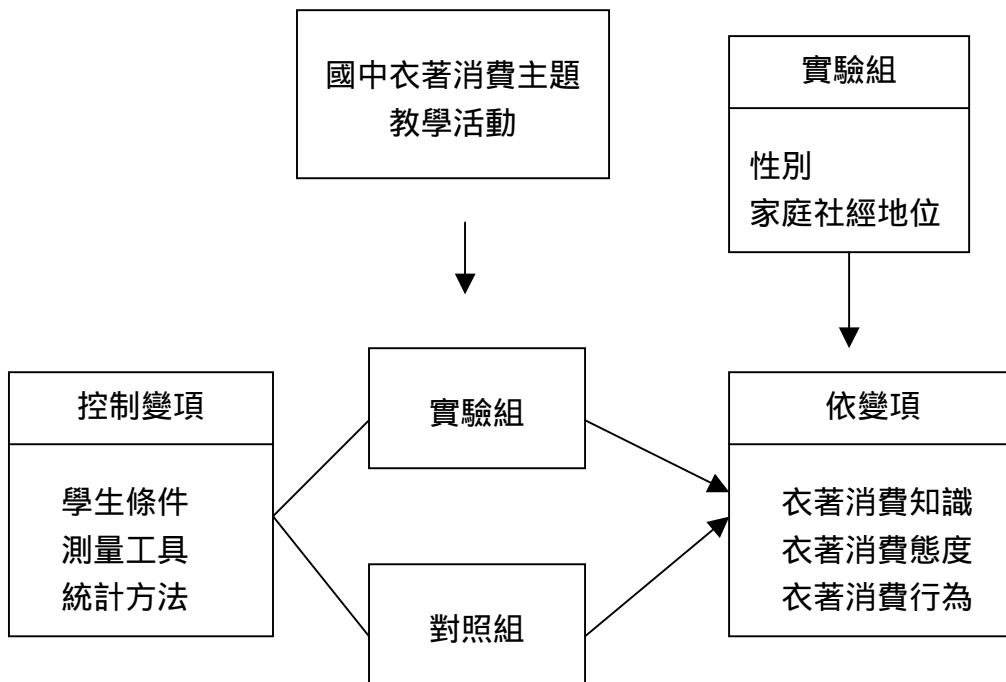 國中衣著消費主題
教學活動
實驗組
性別
家庭社經地位
控制變項
學生條件
測量工具
統計方法
實驗組
對照組
依變項
衣著消費知識
衣著消費態度
衣著消費行為